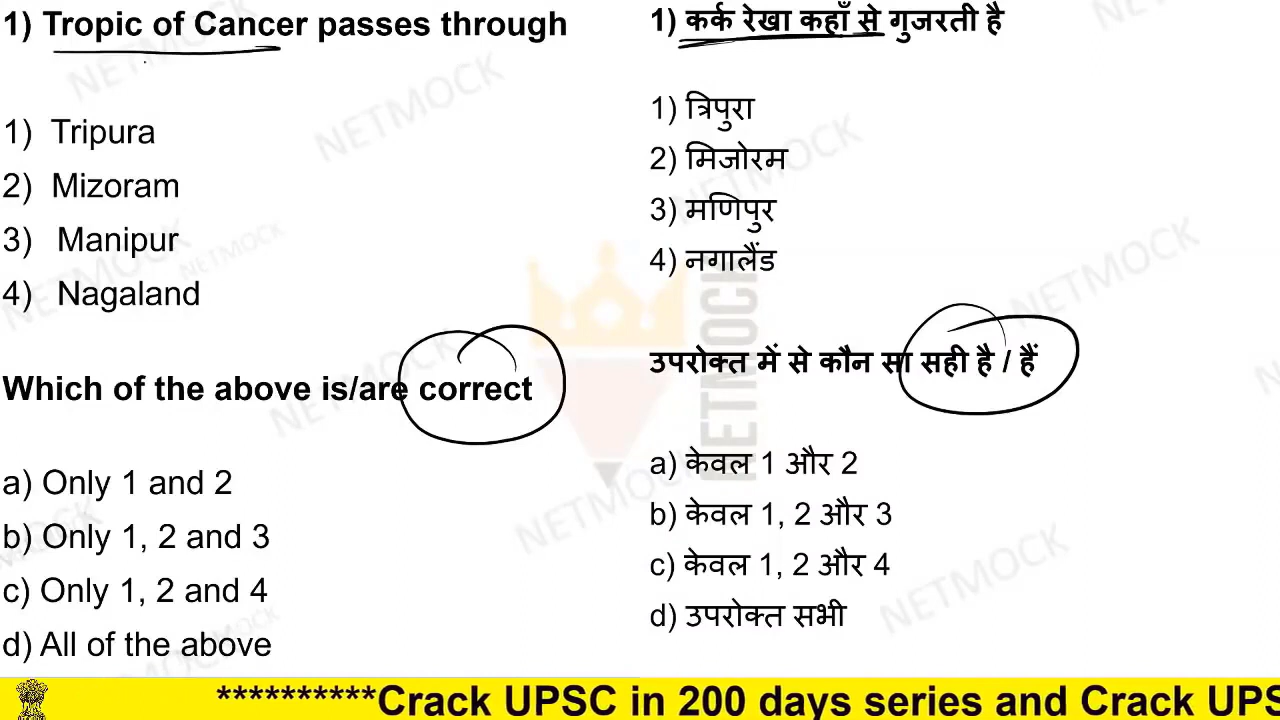 1) Tropic of Cancer passes through
1) Tripura
2) Mizoram
3) Manipur
4) Nagaland
Which of the above is/are correct
a) Only 1 and 2
b) Only 1, 2 and 3
c) Only 1, 2 and 4
d) All of the above
1) कर्क रेखा कहाँ से गुजरती है
1) त्रिपुरा
2) मिजोरम
3) मणिपुर
4) नगालैंड
उपरोक्त में से कौन सा सही है / हैं
a) केवल 1 और 2
b) केवल 1, 2 और 3
c) केवल 1, 2 और 4
d) उपरोक्त सभी
NETMOCK
**********Crack UPSC in 200 days series and Crack UPS